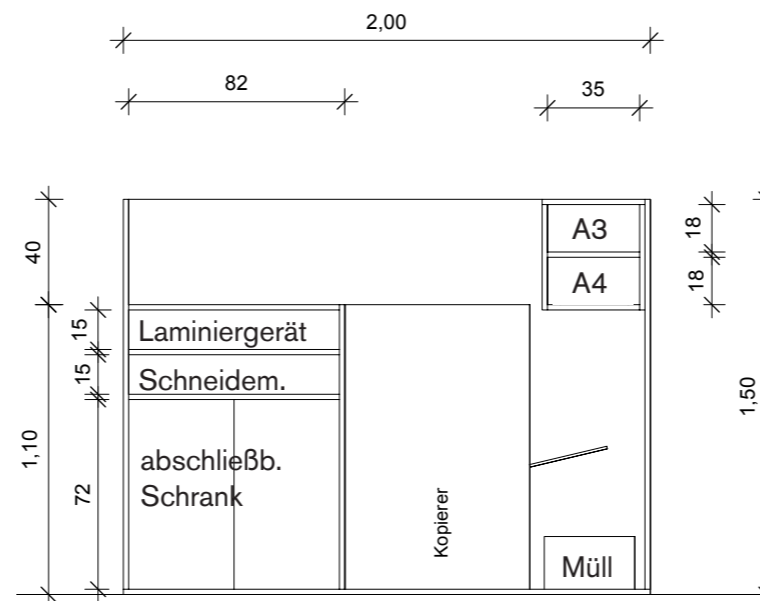 2,00
82
35
40
A3
18
A4
18
15
Laminiergerät
15
Schneidem.
1,10
1,50
abschließb.
Schrank
72
Kopierer
Müll